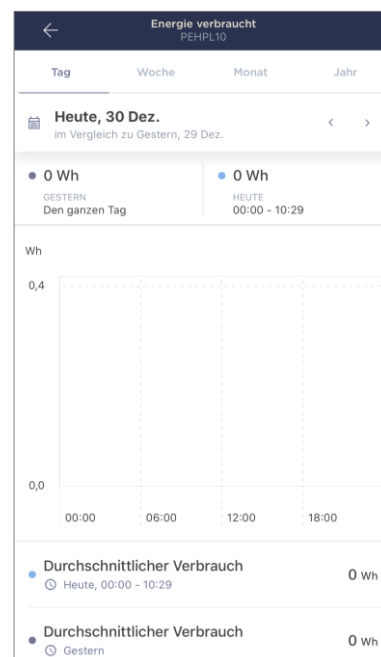 Energie verbraucht
PEHPL10
Tag Woche Monat Jahr
Heute, 30 Dez.
im Vergleich zu Gestern, 29 Dez.
0 Wh 0 Wh
GESTERN HEUTE
Den ganzen Tag 00:00 - 10:29
Wh
0,4
0,0
00:00 06:00 12:00 18:00
Durchschnittlicher Verbrauch
0 Wh
Heute, 00:00 - 10:29
Durchschnittlicher Verbrauch
0 Wh
Gestern